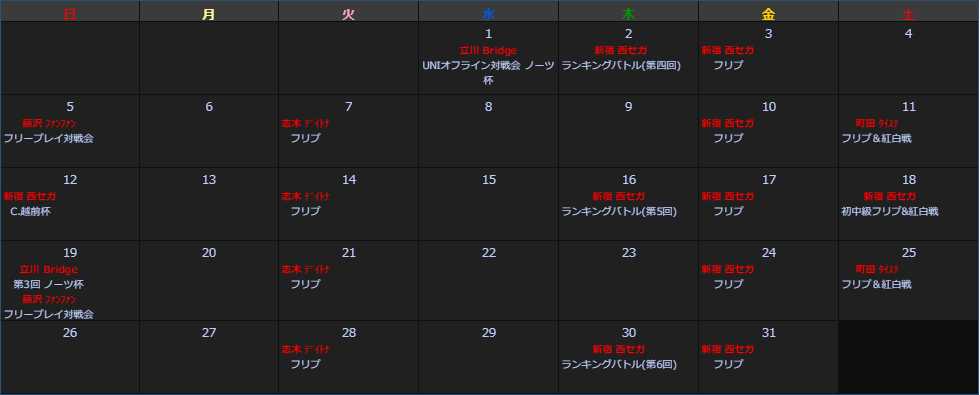 日 月 火 水 木 金 土
1 2 3 4
立川 Bridge 新宿 西セガ 新宿 西セガ
UNIオフライン対戦会 ノーツ ランキングバトル(第四回) フリプ
杯
5 6 7 8 9 10 11
藤沢 ﾌｧﾝﾌｧﾝ 志木 ﾃﾞｲﾄﾅ 新宿 西セガ 町田 ﾀｲｽﾃ
フリープレイ対戦会 フリプ フリプ フリプ＆紅白戦
12 13 14 15 16 17 18
新宿 西セガ 志木 ﾃﾞｲﾄﾅ 新宿 西セガ 新宿 西セガ 新宿 西セガ
C.越前杯 フリプ ランキングバトル(第5回) フリプ 初中級フリプ&紅白戦
19 20 21 22 23 24 25
立川 Bridge 志木 ﾃﾞｲﾄﾅ 新宿 西セガ 町田 ﾀｲｽﾃ
第3回 ノーツ杯 フリプ フリプ フリプ＆紅白戦
藤沢 ﾌｧﾝﾌｧﾝ
フリープレイ対戦会
26 27 28 29 30 31
志木 ﾃﾞｲﾄﾅ 新宿 西セガ 新宿 西セガ
フリプ ランキングバトル(第6回) フリプ